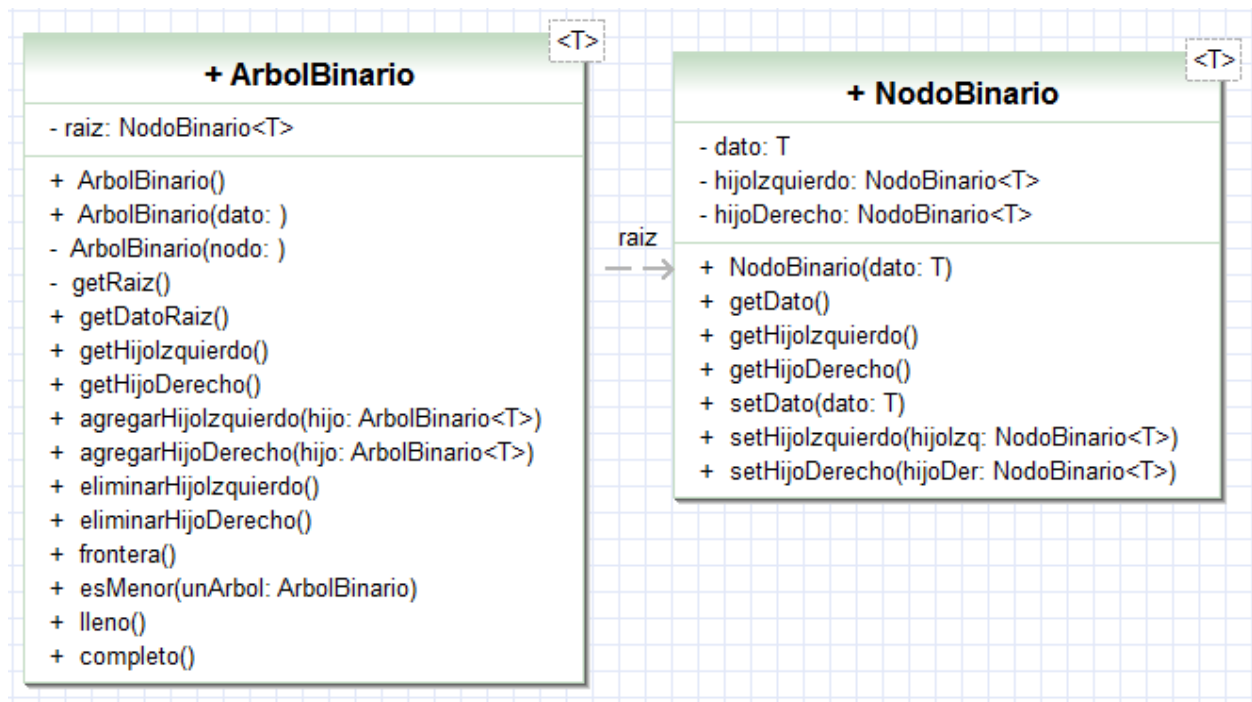 <T>
+ ArbolBinario
- raiz: NodoBinario<T>
+ ArbolBinario()
+ ArbolBinario(dato: )
- ArbolBinario(nodo: )
- getRaiz()
+ getDatoRaiz()
+ getHijoIzquierdo()
+ getHijoDerecho()
+ agregarHijoIzquierdo(hijo: ArbolBinario<T>)
+ agregarHijoDerecho(hijo: ArbolBinario<T>)
+ eliminarHijoIzquierdo()
+ eliminarHijoDerecho()
+ frontera()
+ esMenor(unArbol: ArbolBinario)
+ lleno()
+ completo()
raiz
<T>
+ NodoBinario
- dato: T
- hijoIzquierdo: NodoBinario<T>
- hijoDerecho: NodoBinario<T>
+ NodoBinario(dato: T)
+ getDato()
+ getHijoIzquierdo()
+ getHijoDerecho()
+ setDato(dato: T)
+ setHijoIzquierdo(hijoIzq: NodoBinario<T>)
+ setHijoDerecho(hijoDer: NodoBinario<T>)